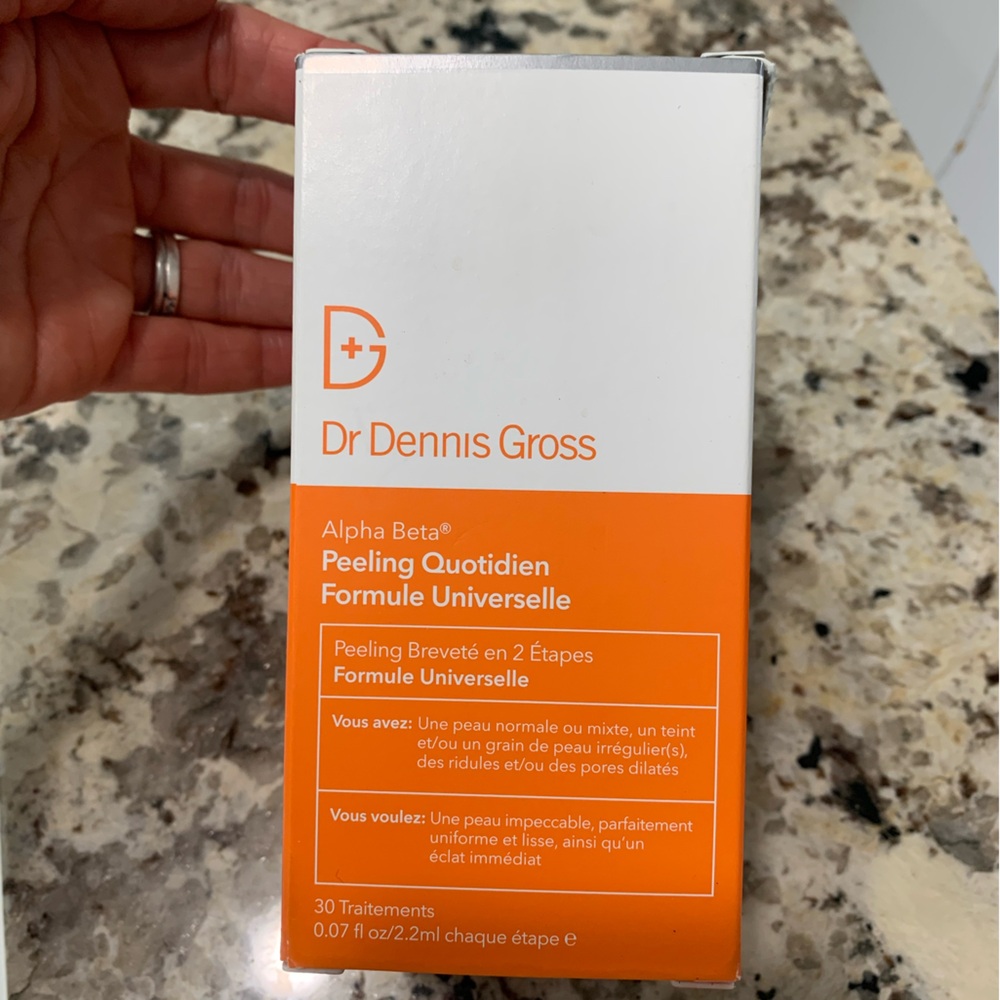 DG
Dr Dennis Gross
Alpha Beta®
Peeling Quotidien
Formule Universelle
Peeling Breveté en 2 Étapes
Formule Universelle
Vous avez: Une peau normale ou mixte, un teint
et/ou un grain de peau irrégulier(s),
des ridules et/ou des pores dilatés
Vous voulez: Une peau impeccable, parfaitement
uniforme et lisse, ainsi qu'un
éclat immédiat
30 Traitements
0.07 fl oz/2.2ml chaque étape ℮